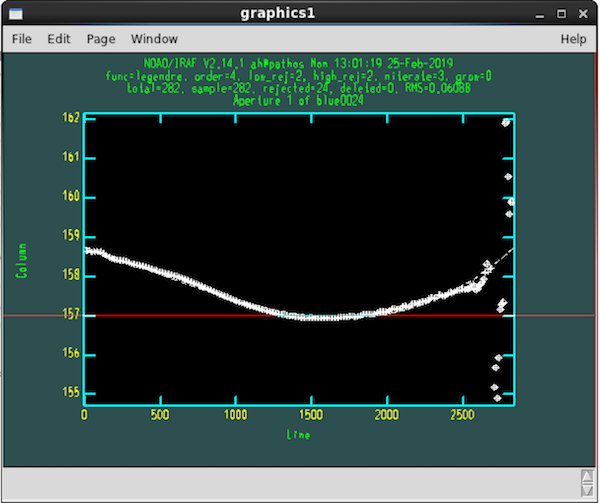 graphics1
File Edit Page Window Help
NOAO/IRAF V2.14.1 ah@pathos Mon 13:01:19 25-Feb-2019
func=legendre, order=4, low_rej=2, high_rej=2, niterate=3, grow=0
total=282, sample=282, rejected=24, deleted=0, RMS=0.06088
Aperture 1 of blue0024
162
161
160
159
158
157
156
155
Column
0 500 1000 1500 2000 2500
Line